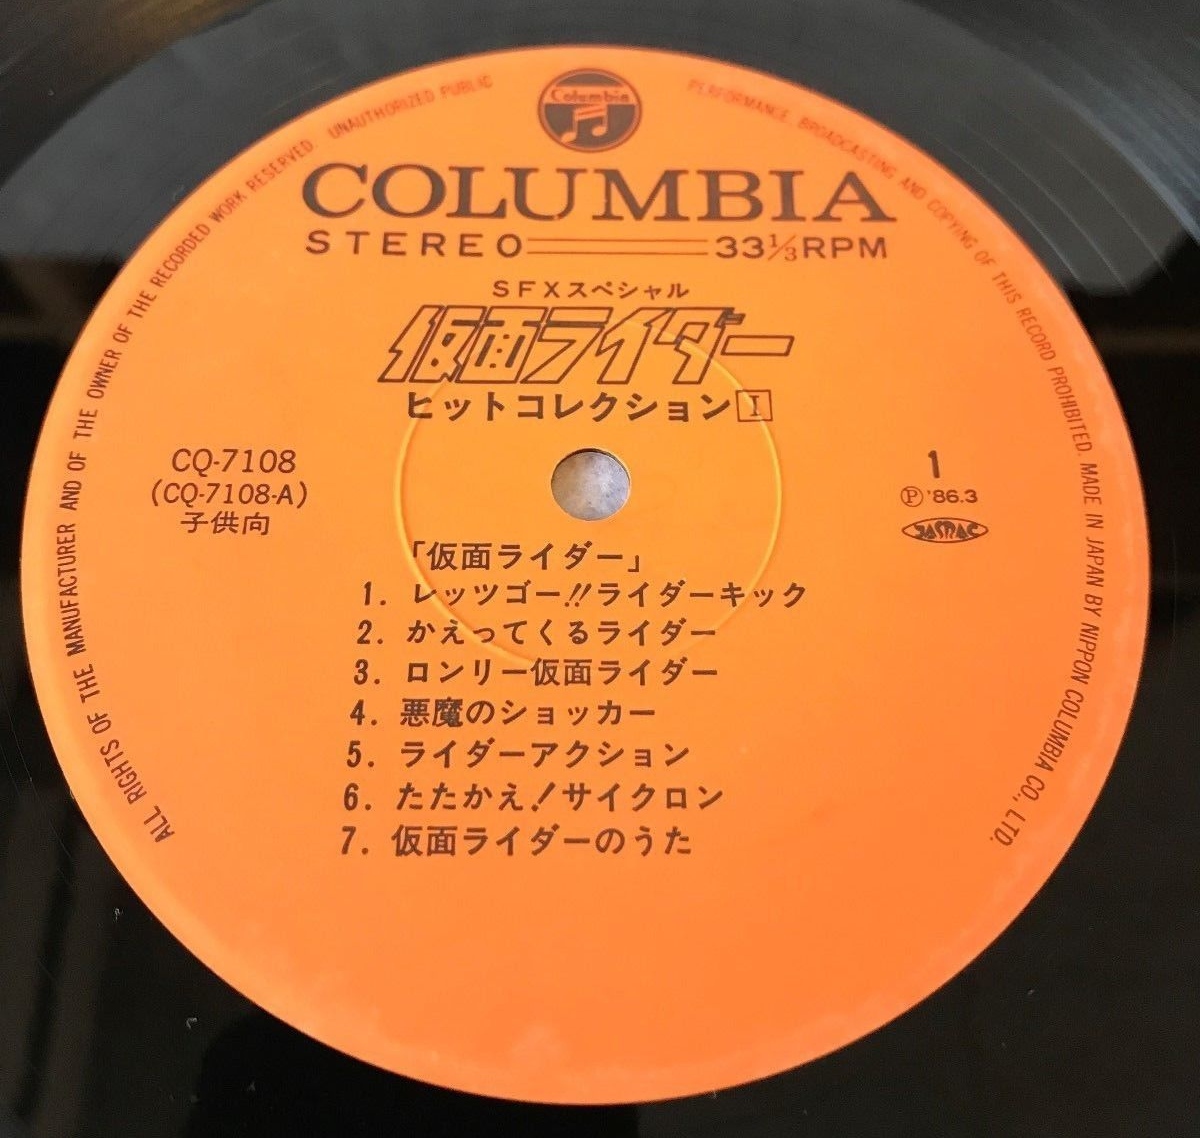 Columbia
COLUMBIA
STEREO 33 1/3 RPM
SFXスペシャル
仮面ライダー
ヒットコレクション I
CQ-7108
(CQ-7108-A)
子供向
1
Ⓟ'86.3
JASRAC
「仮面ライダー」
1. レッツゴー!!ライダーキック
2. かえってくるライダー
3. ロンリー仮面ライダー
4. 悪魔のショッカー
5. ライダーアクション
6. たたかえ!サイクロン
7. 仮面ライダーのうた
ALL RIGHTS OF THE MANUFACTURER AND OF THE OWNER OF THE RECORDED WORK RESERVED. UNAUTHORIZED PUBLIC PERFORMANCE, BROADCASTING AND COPYING OF THIS RECORD PROHIBITED. MADE IN JAPAN BY NIPPON COLUMBIA CO., LTD.